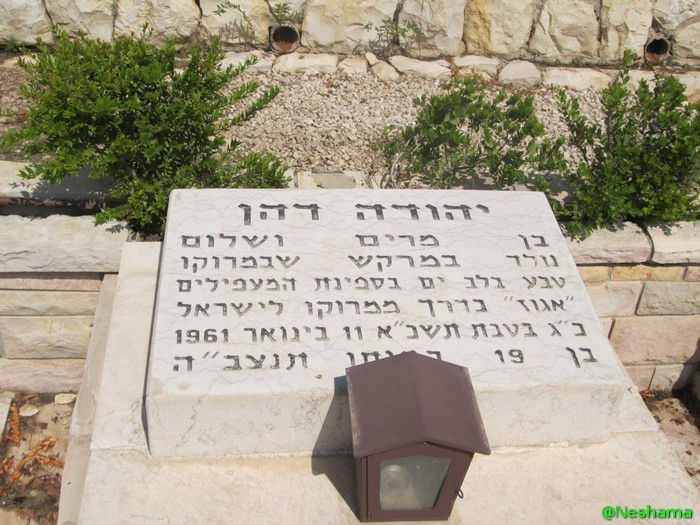 יהודה דהן
בן מרים ושלום
נולד במרקש שבמרוקו
טבע בלב ים בספינת המעפילים
"אגוז" בדרך ממרוקו לישראל
כ"ג בטבת תשכ"א 11 בינואר 1961
בן 19 תנצב"ה
@Neshama